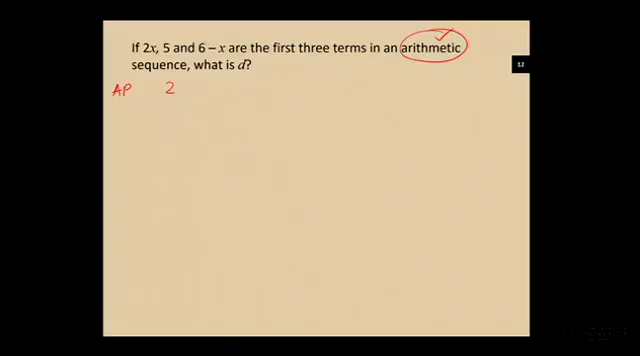 If 2x, 5 and 6 – x are the first three terms in an arithmetic
sequence, what is d?
12
AP 2